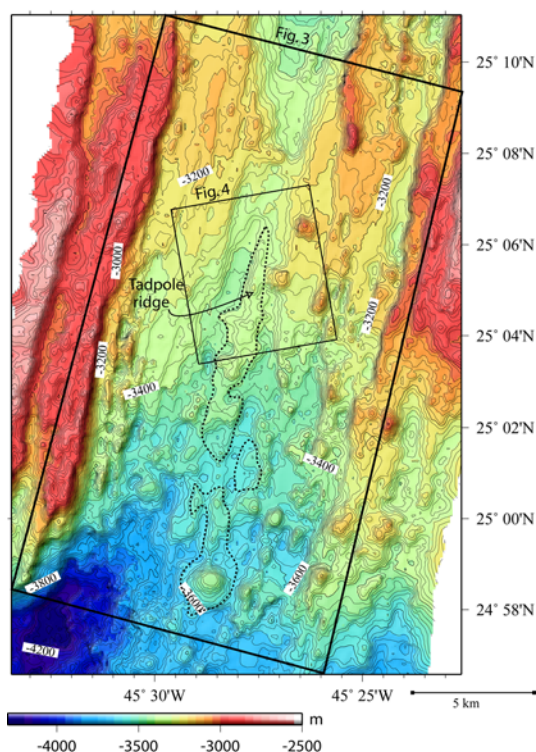 Fig.3
25° 10'N
25° 08'N
-3200
-3200
Fig.4
25° 06'N
-3000
Tadpole
ridge
-3200
-3200
25° 04'N
-3400
25° 02'N
-3400
25° 00'N
-3600
-3800
-3600
24° 58'N
-4200
45° 30'W
45° 25'W
5 km
m
-4000
-3500
-3000
-2500